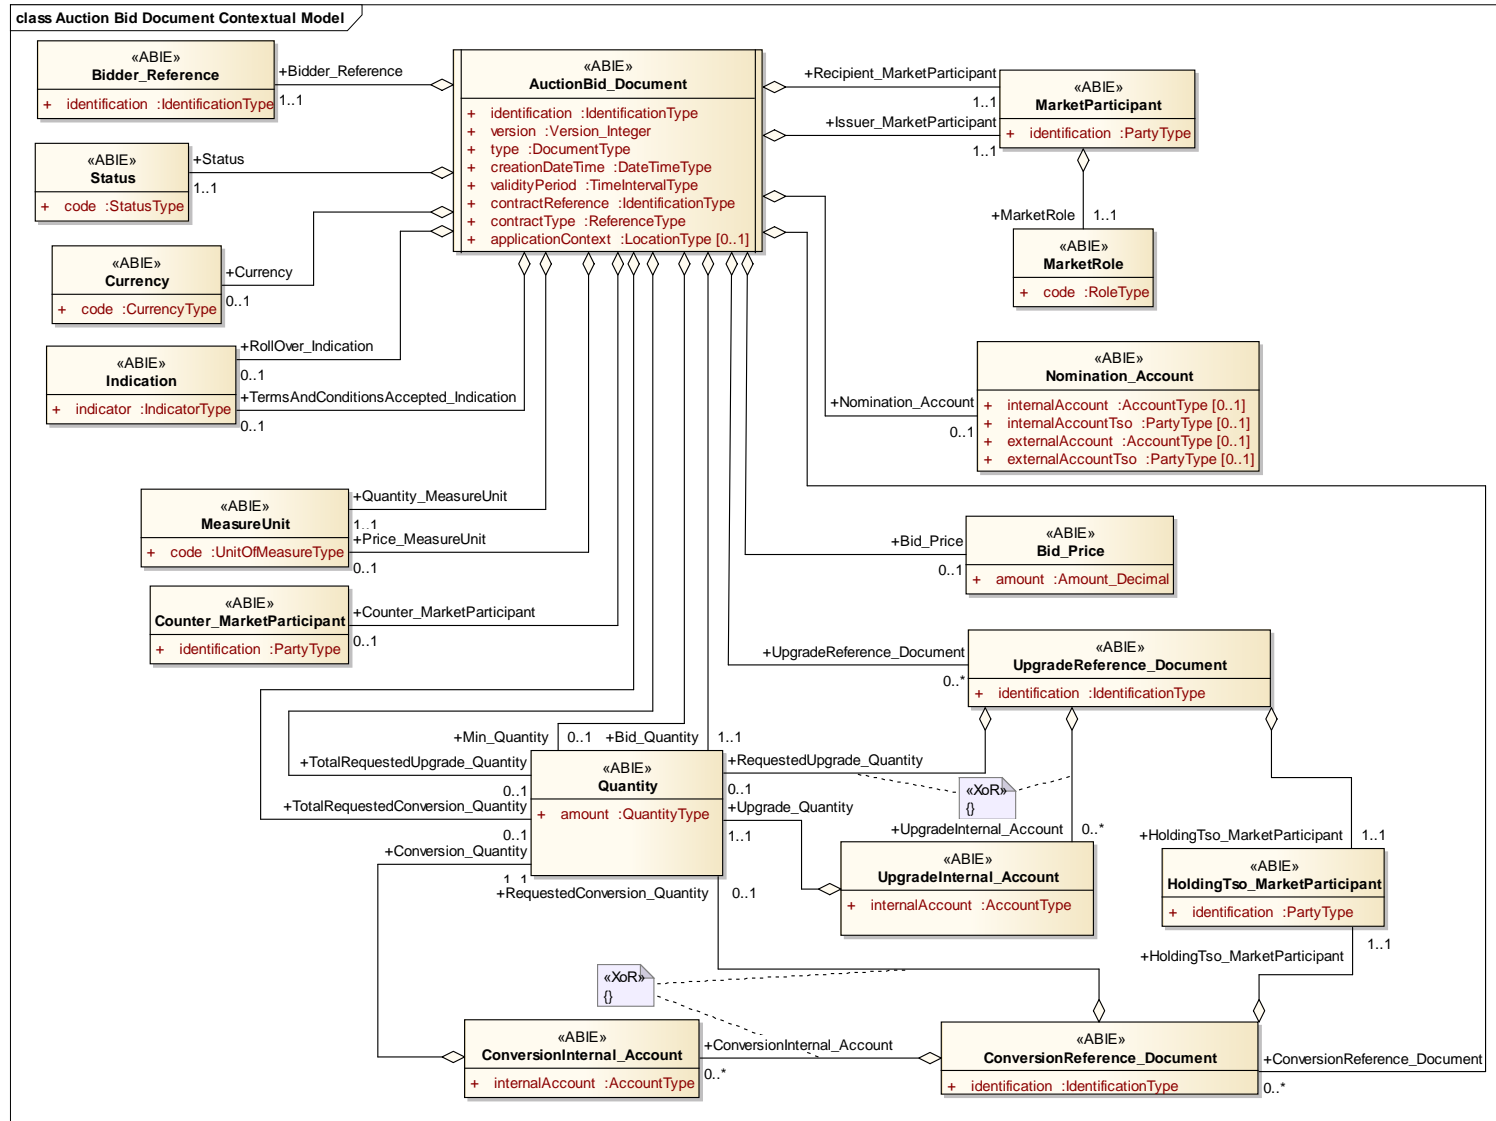 class Auction Bid Document Contextual Model
«ABIE»
Bidder_Reference
+ identification :IdentificationType
+Bidder_Reference
1..1
«ABIE»
AuctionBid_Document
+ identification :IdentificationType
+ version :Version_Integer
+ type :DocumentType
+ creationDateTime :DateTimeType
+ validityPeriod :TimeIntervalType
+ contractReference :IdentificationType
+ contractType :ReferenceType
+ applicationContext :LocationType [0..1]
+Recipient_MarketParticipant
1..1
+Issuer_MarketParticipant
1..1
«ABIE»
MarketParticipant
+ identification :PartyType
«ABIE»
Status
+ code :StatusType
+Status
1..1
+MarketRole 1..1
«ABIE»
MarketRole
+ code :RoleType
«ABIE»
Currency
+ code :CurrencyType
+Currency
0..1
«ABIE»
Indication
+ indicator :IndicatorType
+RollOver_Indication
0..1
+TermsAndConditionsAccepted_Indication
0..1
«ABIE»
Nomination_Account
+ internalAccount :AccountType [0..1]
+ internalAccountTso :PartyType [0..1]
+ externalAccount :AccountType [0..1]
+ externalAccountTso :PartyType [0..1]
+Nomination_Account
0..1
«ABIE»
MeasureUnit
+ code :UnitOfMeasureType
+Quantity_MeasureUnit
1..1
+Price_MeasureUnit
0..1
+Bid_Price
0..1
«ABIE»
Bid_Price
+ amount :Amount_Decimal
«ABIE»
Counter_MarketParticipant
+ identification :PartyType
+Counter_MarketParticipant
0..1
+UpgradeReference_Document
0..*
«ABIE»
UpgradeReference_Document
+ identification :IdentificationType
+Min_Quantity 0..1
+Bid_Quantity 1..1
+TotalRequestedUpgrade_Quantity
0..1
+TotalRequestedConversion_Quantity
0..1
+Conversion_Quantity
1..1
«ABIE»
Quantity
+ amount :QuantityType
+RequestedUpgrade_Quantity
0..1
+Upgrade_Quantity
1..1
«XoR»
{}
+UpgradeInternal_Account 0..*
«ABIE»
UpgradeInternal_Account
+ internalAccount :AccountType
+HoldingTso_MarketParticipant 1..1
«ABIE»
HoldingTso_MarketParticipant
+ identification :PartyType
1..1
+HoldingTso_MarketParticipant
+RequestedConversion_Quantity 0..1
«XoR»
{}
«ABIE»
ConversionInternal_Account
+ internalAccount :AccountType
+ConversionInternal_Account
0..*
«ABIE»
ConversionReference_Document
+ identification :IdentificationType
+ConversionReference_Document
0..*